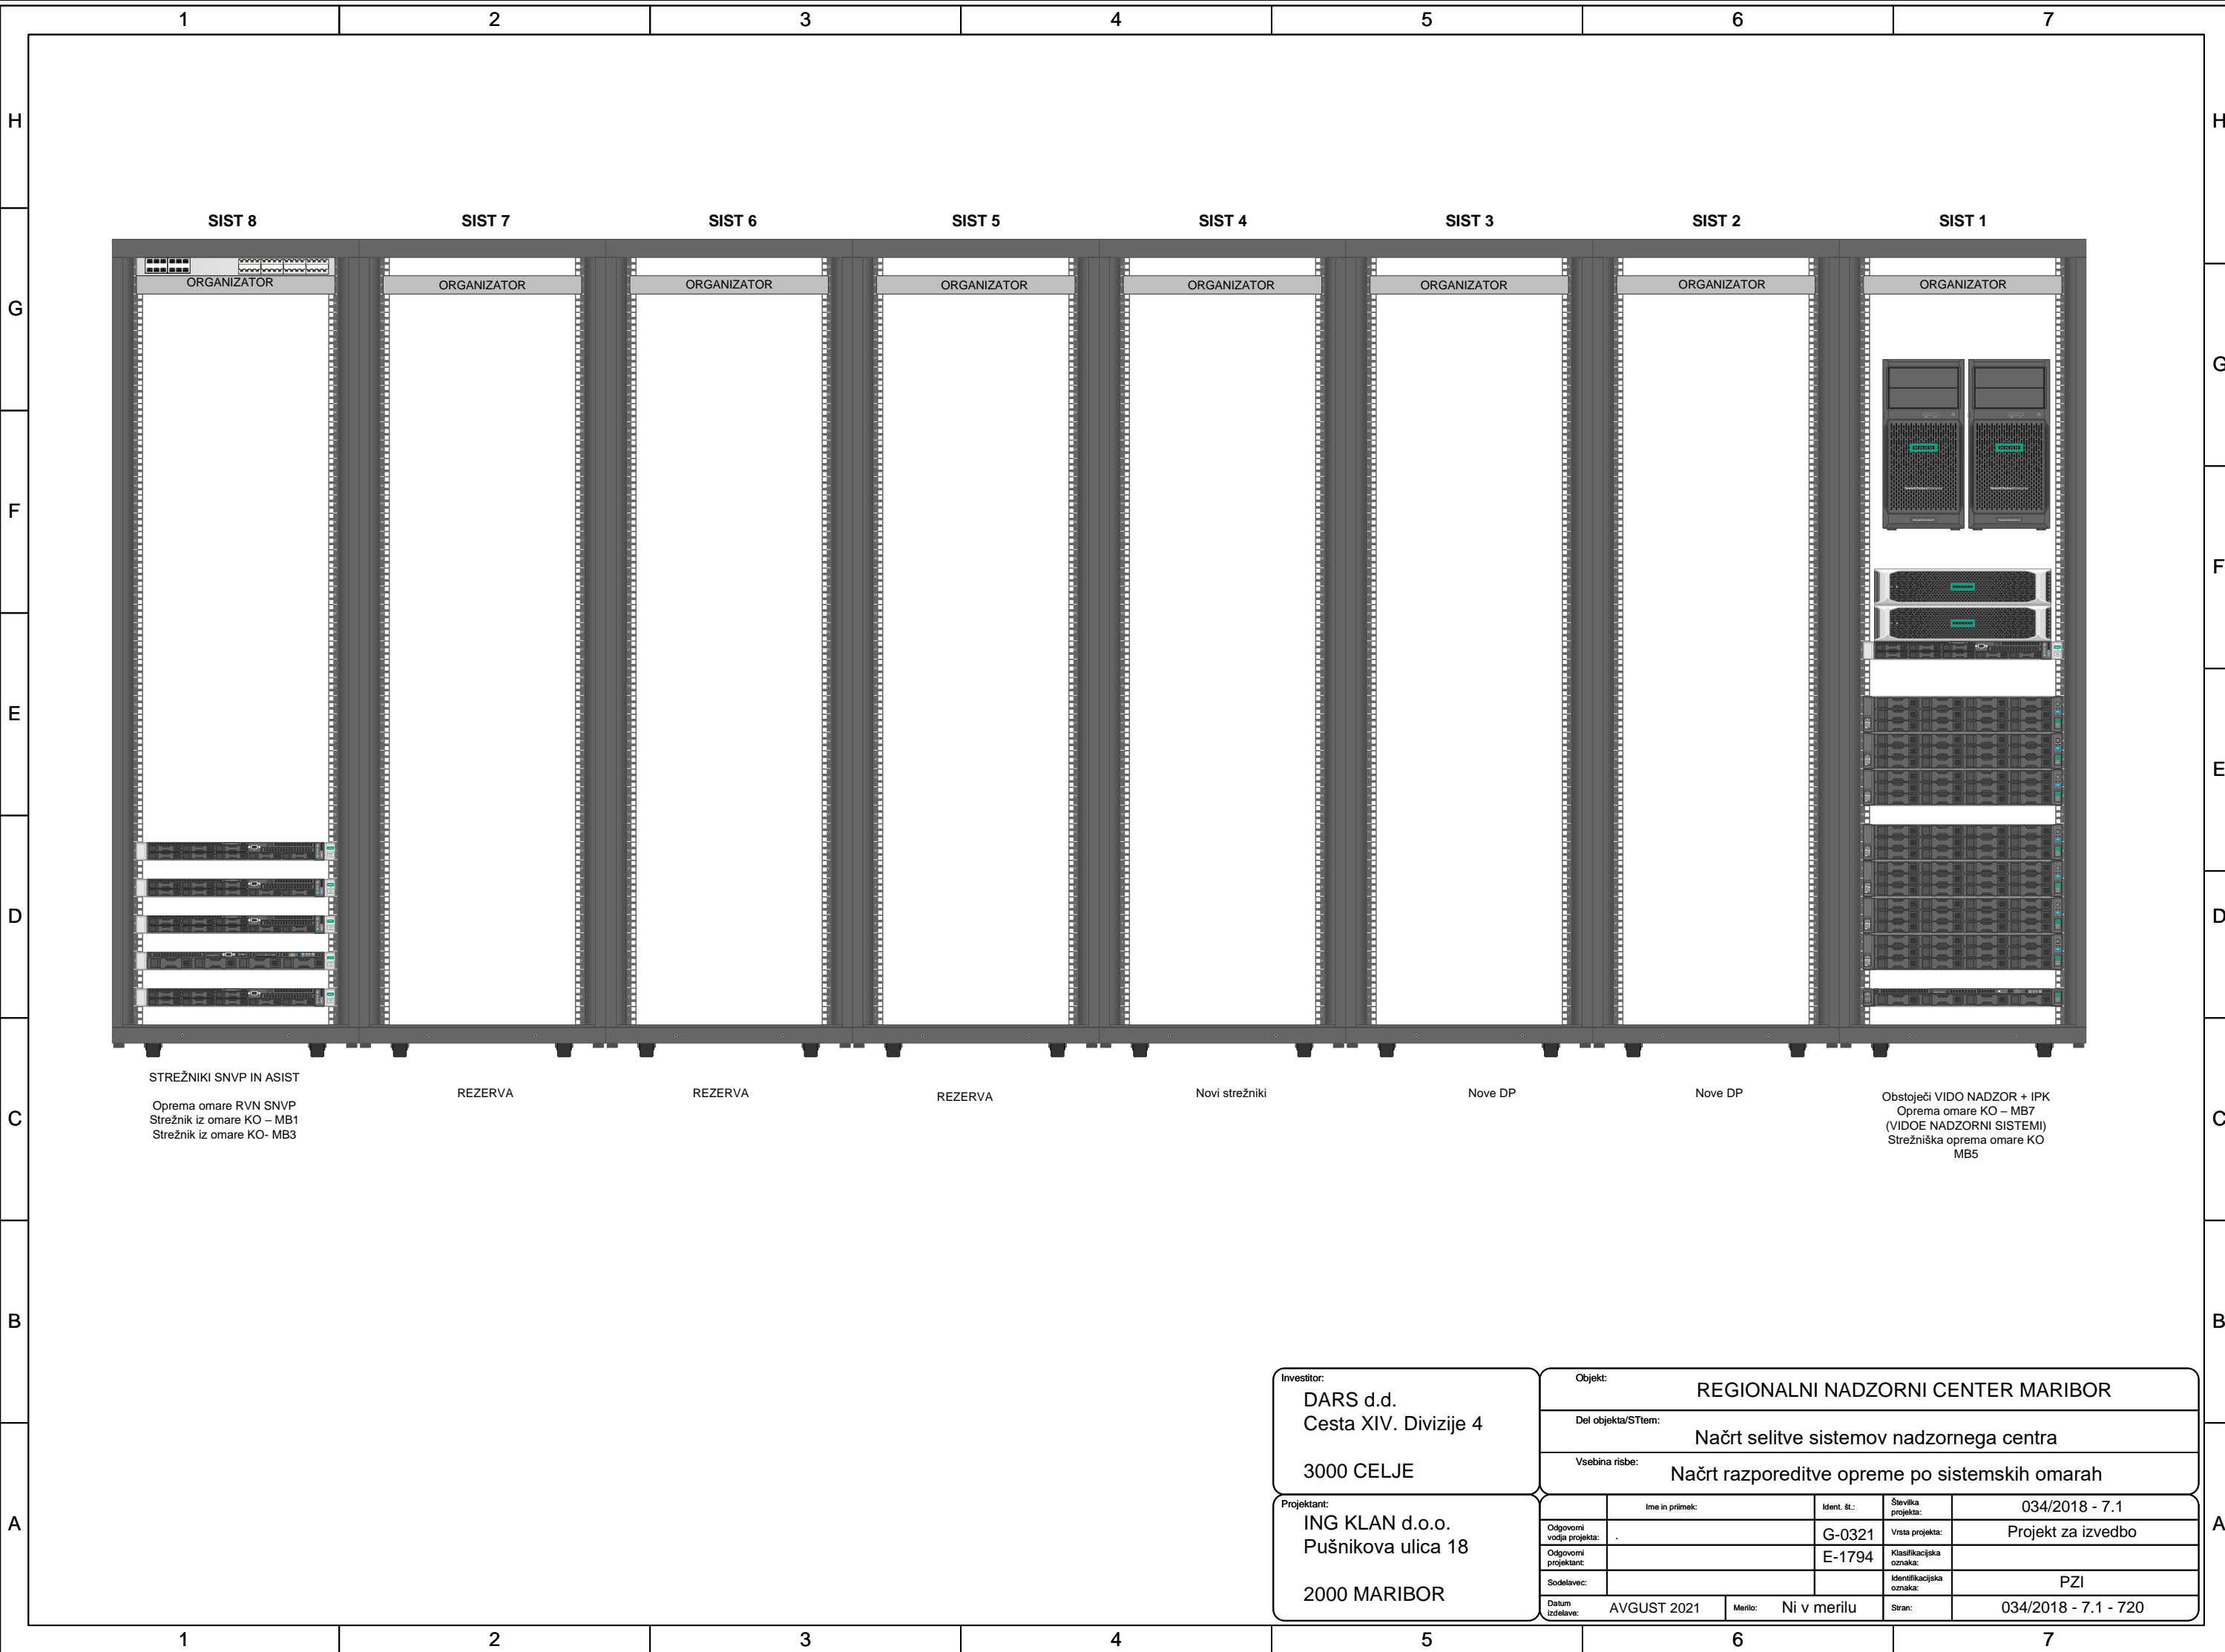 1 2 3 4 5 6 7
H H
SIST 8 SIST 7 SIST 6 SIST 5 SIST 4 SIST 3 SIST 2 SIST 1
ORGANIZATOR ORGANIZATOR ORGANIZATOR ORGANIZATOR ORGANIZATOR ORGANIZATOR ORGANIZATOR ORGANIZATOR
G G
F F
E E
D D
STREŽNIKI SNVP IN ASIST
Oprema omare RVN SNVP
Strežnik iz omare KO – MB1
Strežnik iz omare KO- MB3
REZERVA
REZERVA
REZERVA
Novi strežniki
Nove DP
Nove DP
Obstoječi VIDO NADZOR + IPK
Oprema omare KO – MB7
(VIDOE NADZORNI SISTEMI)
Strežniška oprema omare KO
MB5
C C
B B
Investitor:
DARS d.d.
Cesta XIV. Divizije 4
3000 CELJE
Objekt:
REGIONALNI NADZORNI CENTER MARIBOR
Del objekta/STtem:
Načrt selitve sistemov nadzornega centra
Vsebina risbe:
Načrt razporeditve opreme po sistemskih omarah
Projektant:
ING KLAN d.o.o.
Pušnikova ulica 18
2000 MARIBOR
Ime in priimek: Ident. št.: Številka projekta: 034/2018 - 7.1
Odgovorni vodja projekta: . G-0321 Vrsta projekta: Projekt za izvedbo
Odgovorni projektant: E-1794 Klasifikacijska oznaka:
Sodelavec: Identifikacijska oznaka: PZI
Datum izdelave: AVGUST 2021 Merilo: Ni v merilu Stran: 034/2018 - 7.1 - 720
A A
1 2 3 4 5 6 7